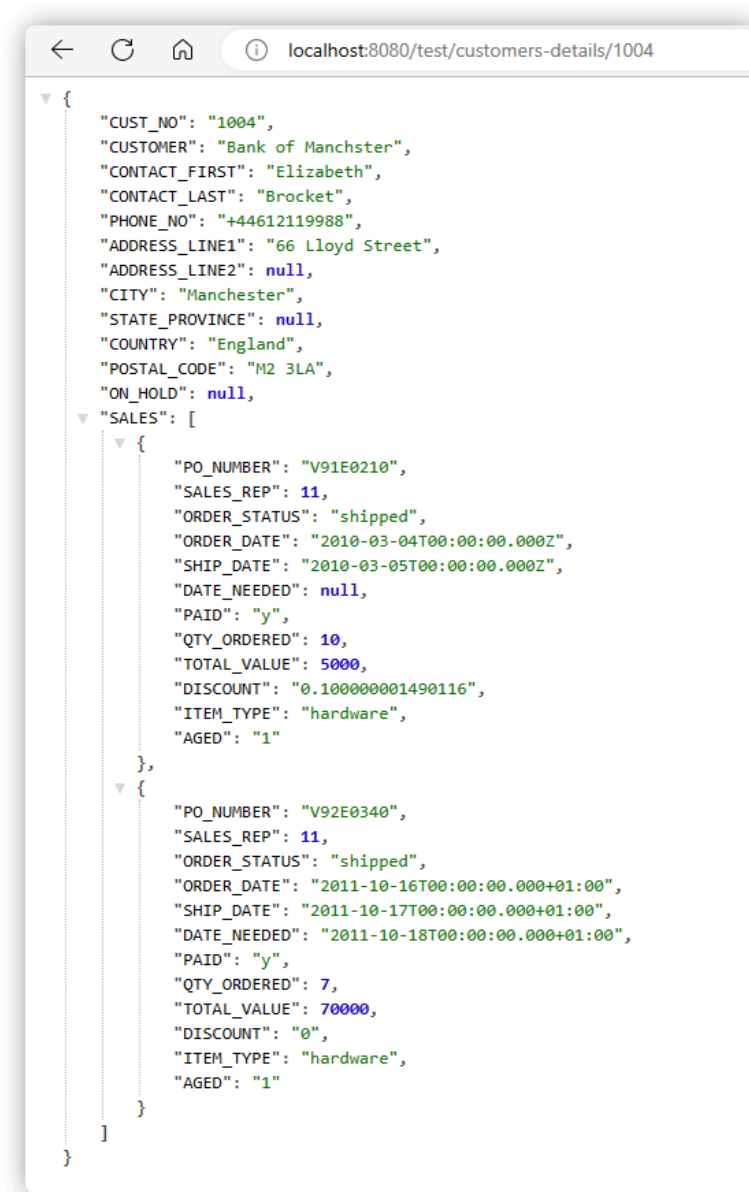 localhost:8080/test/customers-details/1004
{
"CUST_NO": "1004",
"CUSTOMER": "Bank of Manchster",
"CONTACT_FIRST": "Elizabeth",
"CONTACT_LAST": "Brocket",
"PHONE_NO": "+44612119988",
"ADDRESS_LINE1": "66 Lloyd Street",
"ADDRESS_LINE2": null,
"CITY": "Manchester",
"STATE_PROVINCE": null,
"COUNTRY": "England",
"POSTAL_CODE": "M2 3LA",
"ON_HOLD": null,
"SALES": [
{
"PO_NUMBER": "V91E0210",
"SALES_REP": 11,
"ORDER_STATUS": "shipped",
"ORDER_DATE": "2010-03-04T00:00:00.000Z",
"SHIP_DATE": "2010-03-05T00:00:00.000Z",
"DATE_NEEDED": null,
"PAID": "y",
"QTY_ORDERED": 10,
"TOTAL_VALUE": 5000,
"DISCOUNT": "0.100000001490116",
"ITEM_TYPE": "hardware",
"AGED": "1"
},
{
"PO_NUMBER": "V92E0340",
"SALES_REP": 11,
"ORDER_STATUS": "shipped",
"ORDER_DATE": "2011-10-16T00:00:00.000+01:00",
"SHIP_DATE": "2011-10-17T00:00:00.000+01:00",
"DATE_NEEDED": "2011-10-18T00:00:00.000+01:00",
"PAID": "y",
"QTY_ORDERED": 7,
"TOTAL_VALUE": 70000,
"DISCOUNT": "0",
"ITEM_TYPE": "hardware",
"AGED": "1"
}
]
}